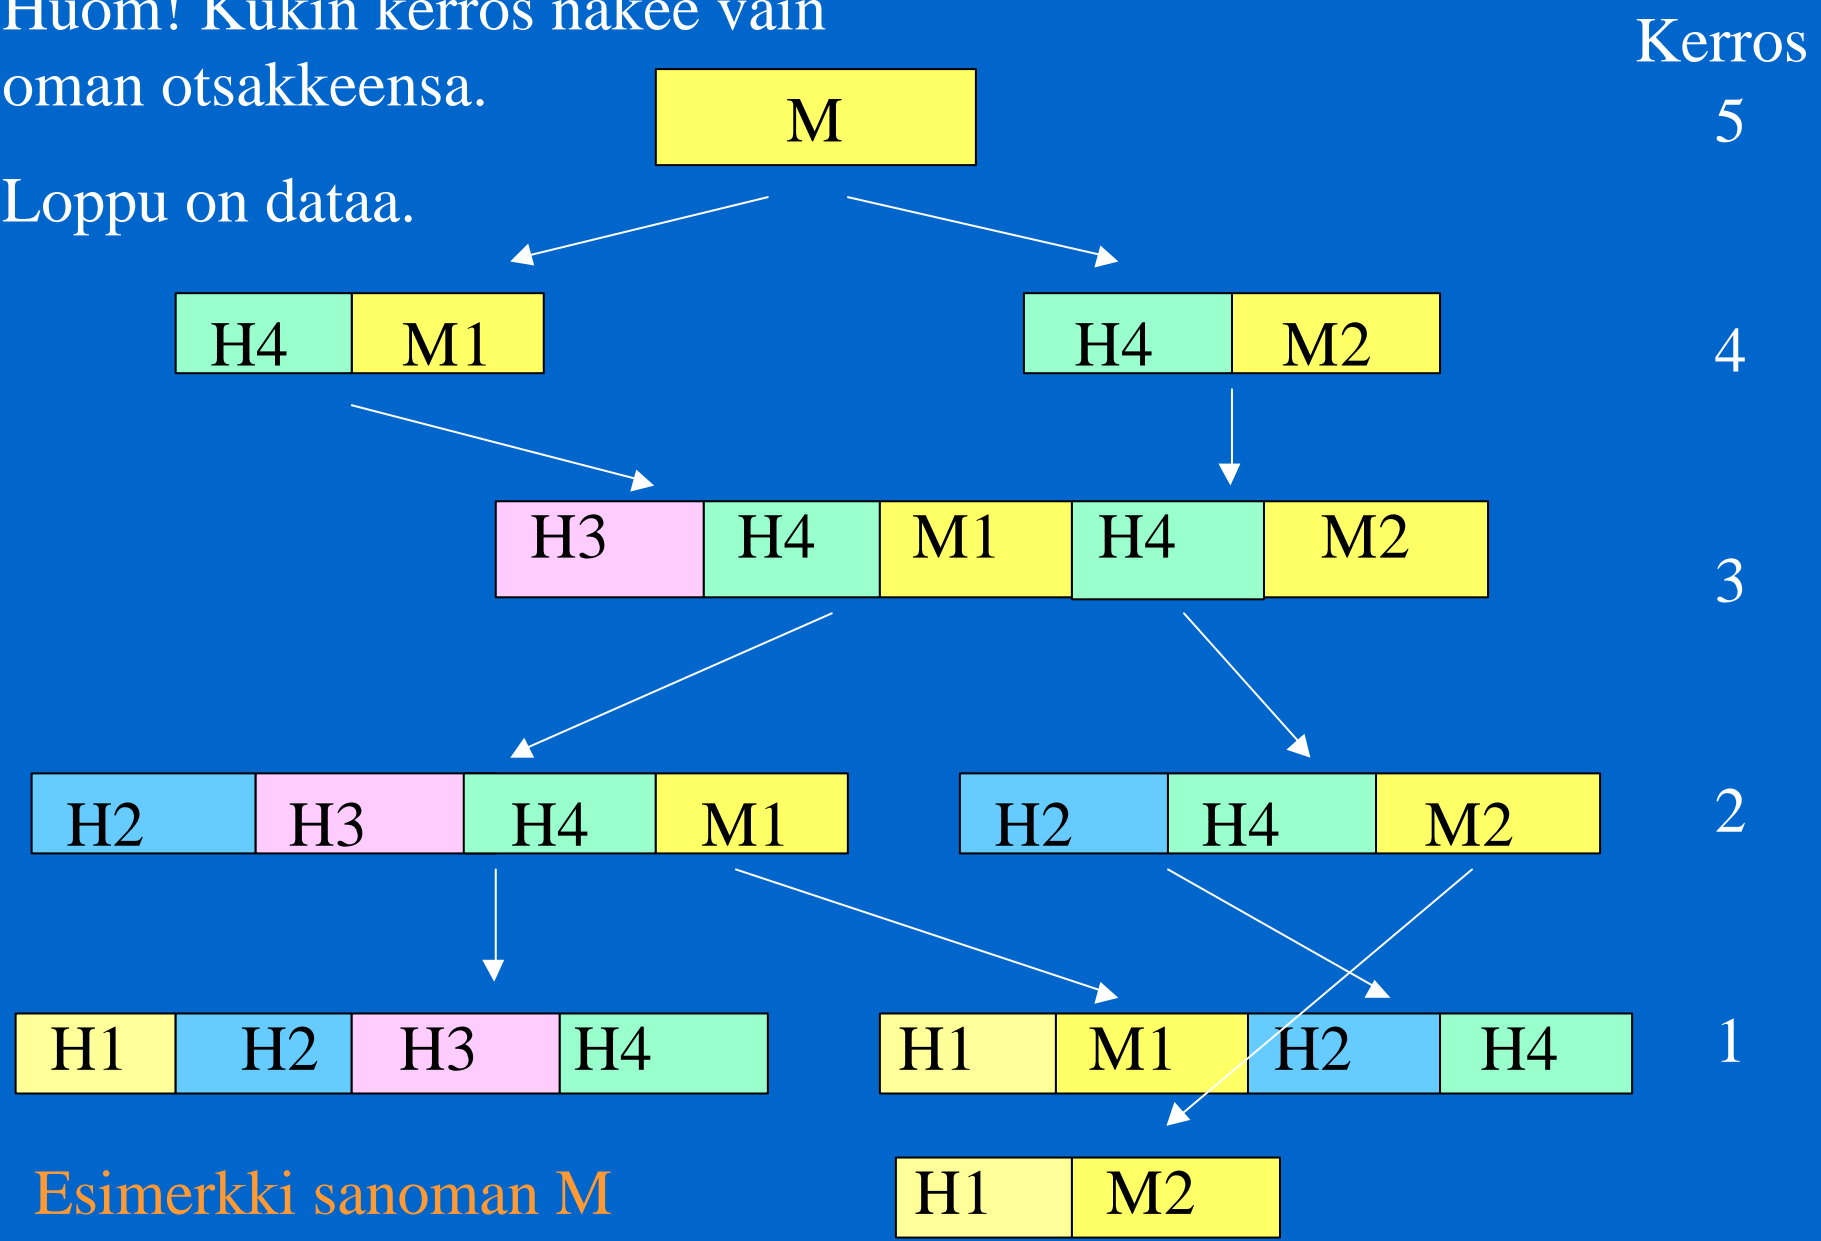 Huom! Kukin kerros näkee vain
oman otsakkeensa.
Loppu on dataa.
Kerros
M
5
H4 M1 H4 M2
4
H3 H4 M1 H4 M2
3
H2 H3 H4 M1 H2 H4 M2
2
H1 H2 H3 H4 H1 M1 H2 H4
1
H1 M2
Esimerkki sanoman M